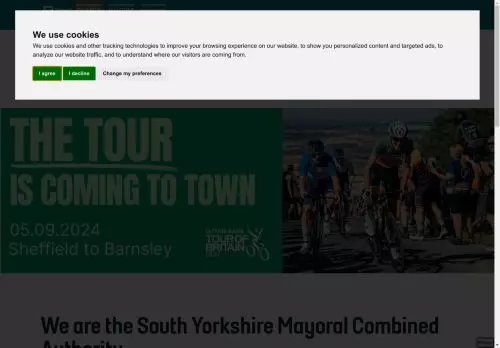 We use cookies
We use cookies and other tracking technologies to improve your browsing experience on our website, to show you personalized content and targeted ads, to
analyze our website traffic, and to understand where our visitors are coming from.
I agree
I decline
Change my preferences
THE TOUR
IS COMING TO TOWN
05.09.2024
Sheffield to Barnsley
TOUR OF
BRITAIN
We are the South Yorkshire Mayoral Combined
Authority